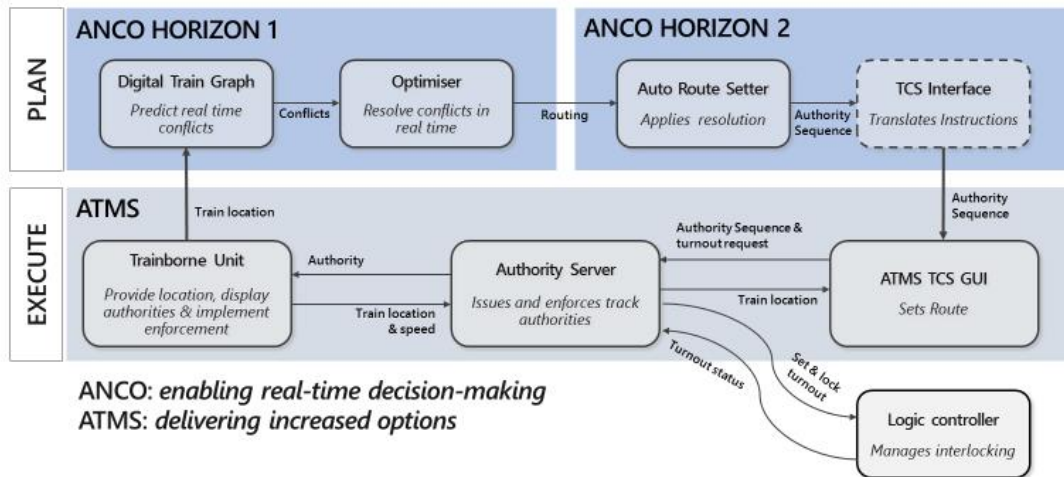 PLAN
ANCO HORIZON 1
Digital Train Graph
Predict real time
conflicts
Conflicts
Optimiser
Resolve conflicts in
real time
Routing
ANCO HORIZON 2
Auto Route Setter
Applies resolution
Authority
Sequence
TCS Interface
Translates Instructions
Train location
Authority
Sequence
EXECUTE
ATMS
Trainborne Unit
Provide location, display
authorities & implement
enforcement
Authority
Train location
& speed
Authority Server
Issues and enforces track
authorities
Authority Sequence &
turnout request
Train location
ATMS TCS GUI
Sets Route
Turnout status
Set & lock
turnout
Logic controller
Manages interlocking
ANCO: enabling real-time decision-making
ATMS: delivering increased options